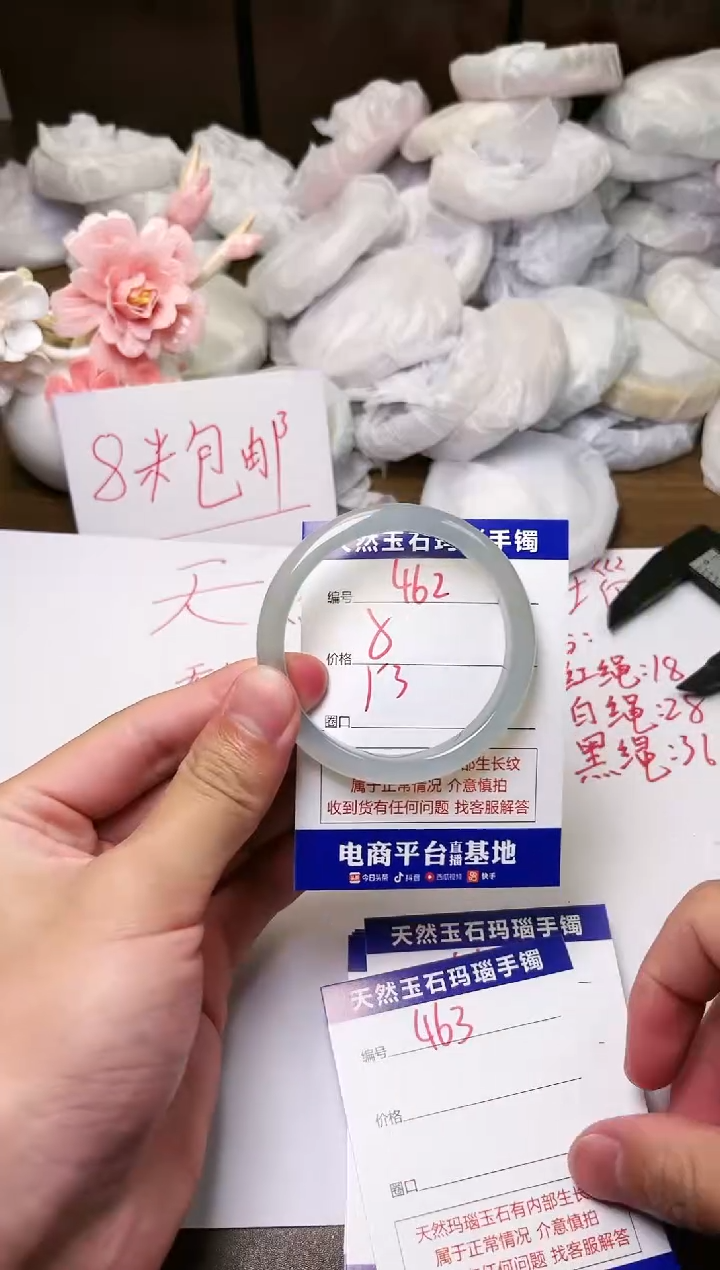 8米包邮
天然玉石玛瑙手镯
编号 462
价格 8
13
圈口
部生长纹
属于正常情况 介意慎拍
收到货有任何问题 找客服解答
电商平台直播基地
今日头条 抖音 西瓜视频 快手
天
红绳:18
白绳:28
黑绳:36
天然玉石玛瑙手镯
天然玉石玛瑙手镯
编号 463
价格
圈口
天然玛瑙玉石有内部生长
属于正常情况 介意慎拍
任何问题 找客服解答